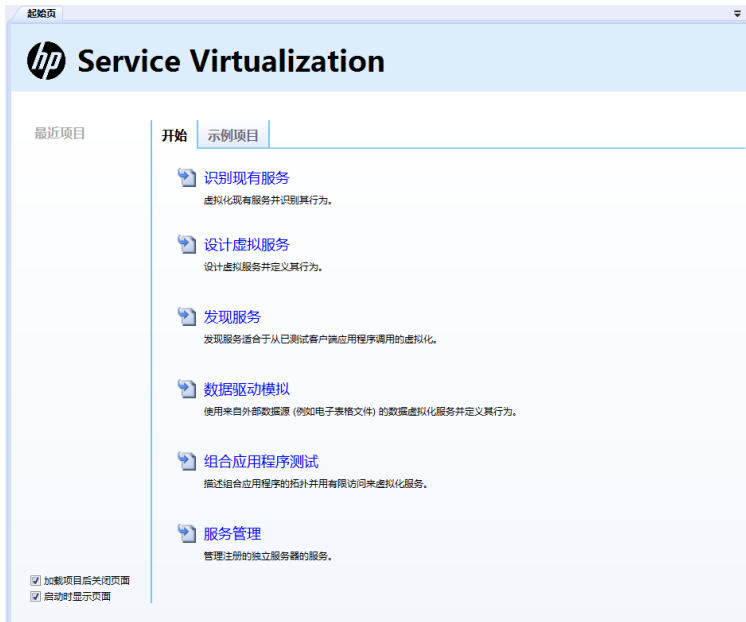 起始页
hp Service Virtualization
最近项目
开始
示例项目
识别现有服务
虚拟化现有服务并识别其行为。
设计虚拟服务
设计虚拟服务并定义其行为。
发现服务
发现服务适合于从已测试客户端应用程序调用的虚拟化。
数据驱动模拟
使用来自外部数据源 (例如电子表格文件) 的数据虚拟化服务并定义其行为。
组合应用程序测试
描述组合应用程序的拓扑并用有限访问来虚拟化服务。
服务管理
管理注册的独立服务器的服务。
加载项目后关闭页面
启动时显示页面